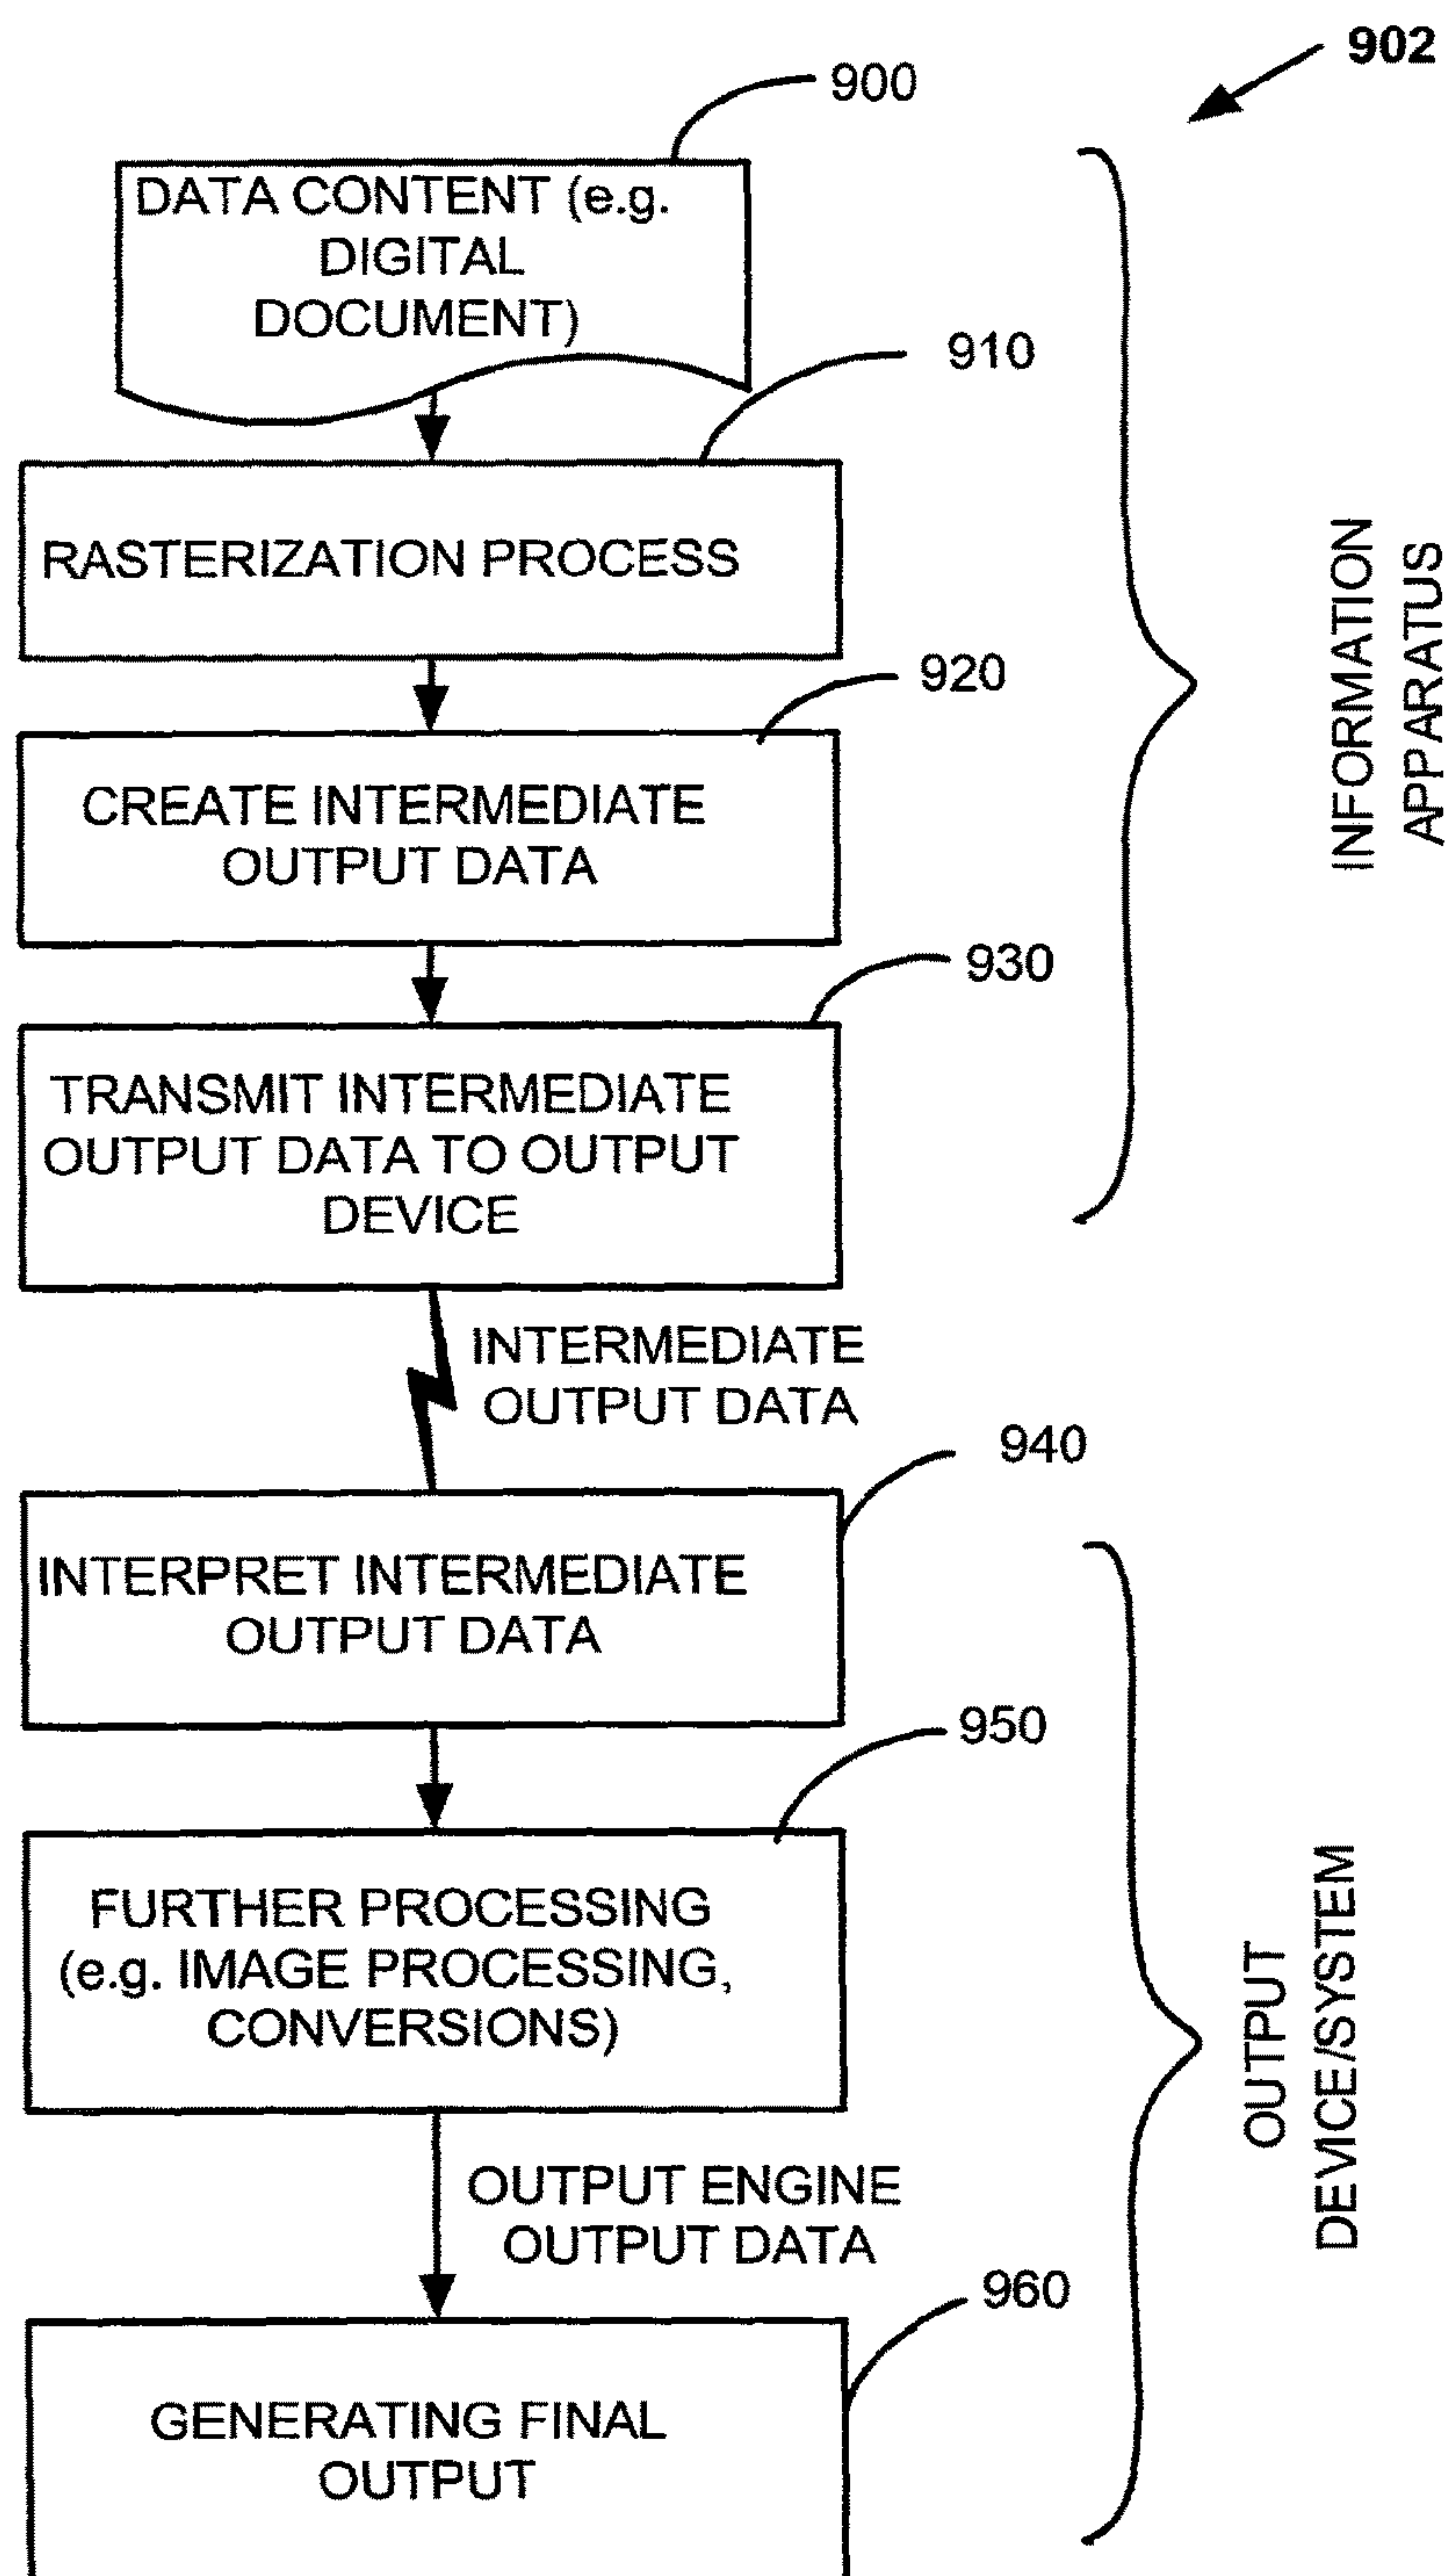 902
900
DATA CONTENT (e.g.
DIGITAL
DOCUMENT)
910
RASTERIZATION PROCESS
920
CREATE INTERMEDIATE
OUTPUT DATA
930
TRANSMIT INTERMEDIATE
OUTPUT DATA TO OUTPUT
DEVICE
INFORMATION
APPARATUS
INTERMEDIATE
OUTPUT DATA
940
INTERPRET INTERMEDIATE
OUTPUT DATA
950
FURTHER PROCESSING
(e.g. IMAGE PROCESSING,
CONVERSIONS)
OUTPUT ENGINE
OUTPUT DATA
960
GENERATING FINAL
OUTPUT
OUTPUT
DEVICE/SYSTEM